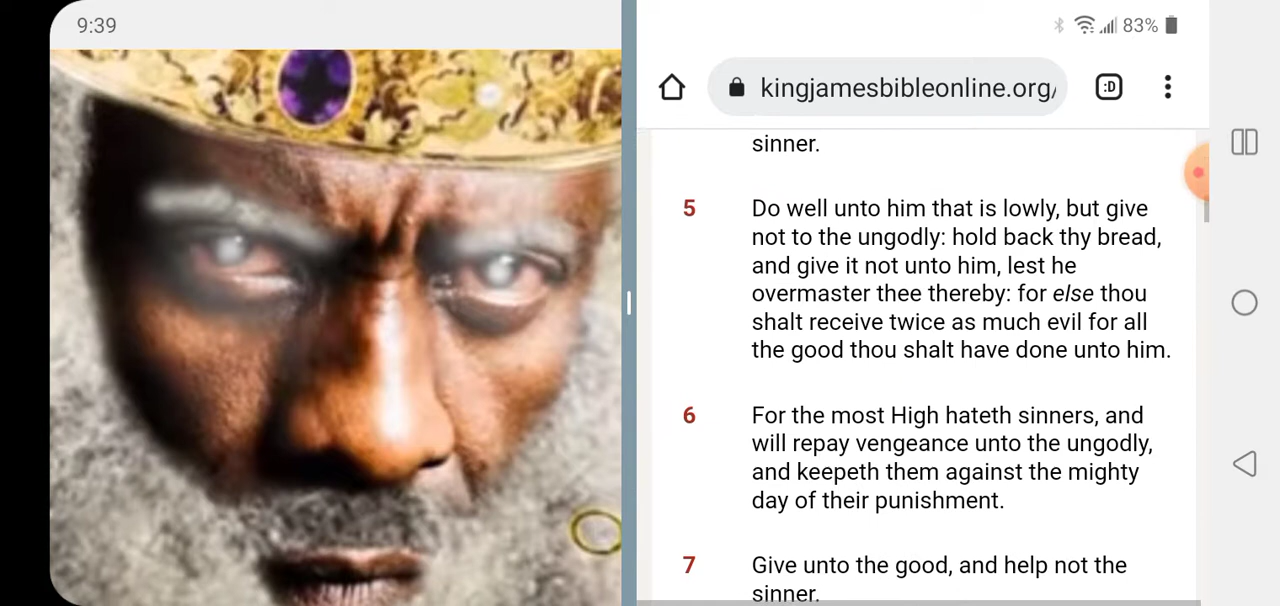 9:39
83%
kingjamesbibleonline.org/
:D
sinner.
5 Do well unto him that is lowly, but give
not to the ungodly: hold back thy bread,
and give it not unto him, lest he
overmaster thee thereby: for else thou
shalt receive twice as much evil for all
the good thou shalt have done unto him.
6 For the most High hateth sinners, and
will repay vengeance unto the ungodly,
and keepeth them against the mighty
day of their punishment.
7 Give unto the good, and help not the
sinner.